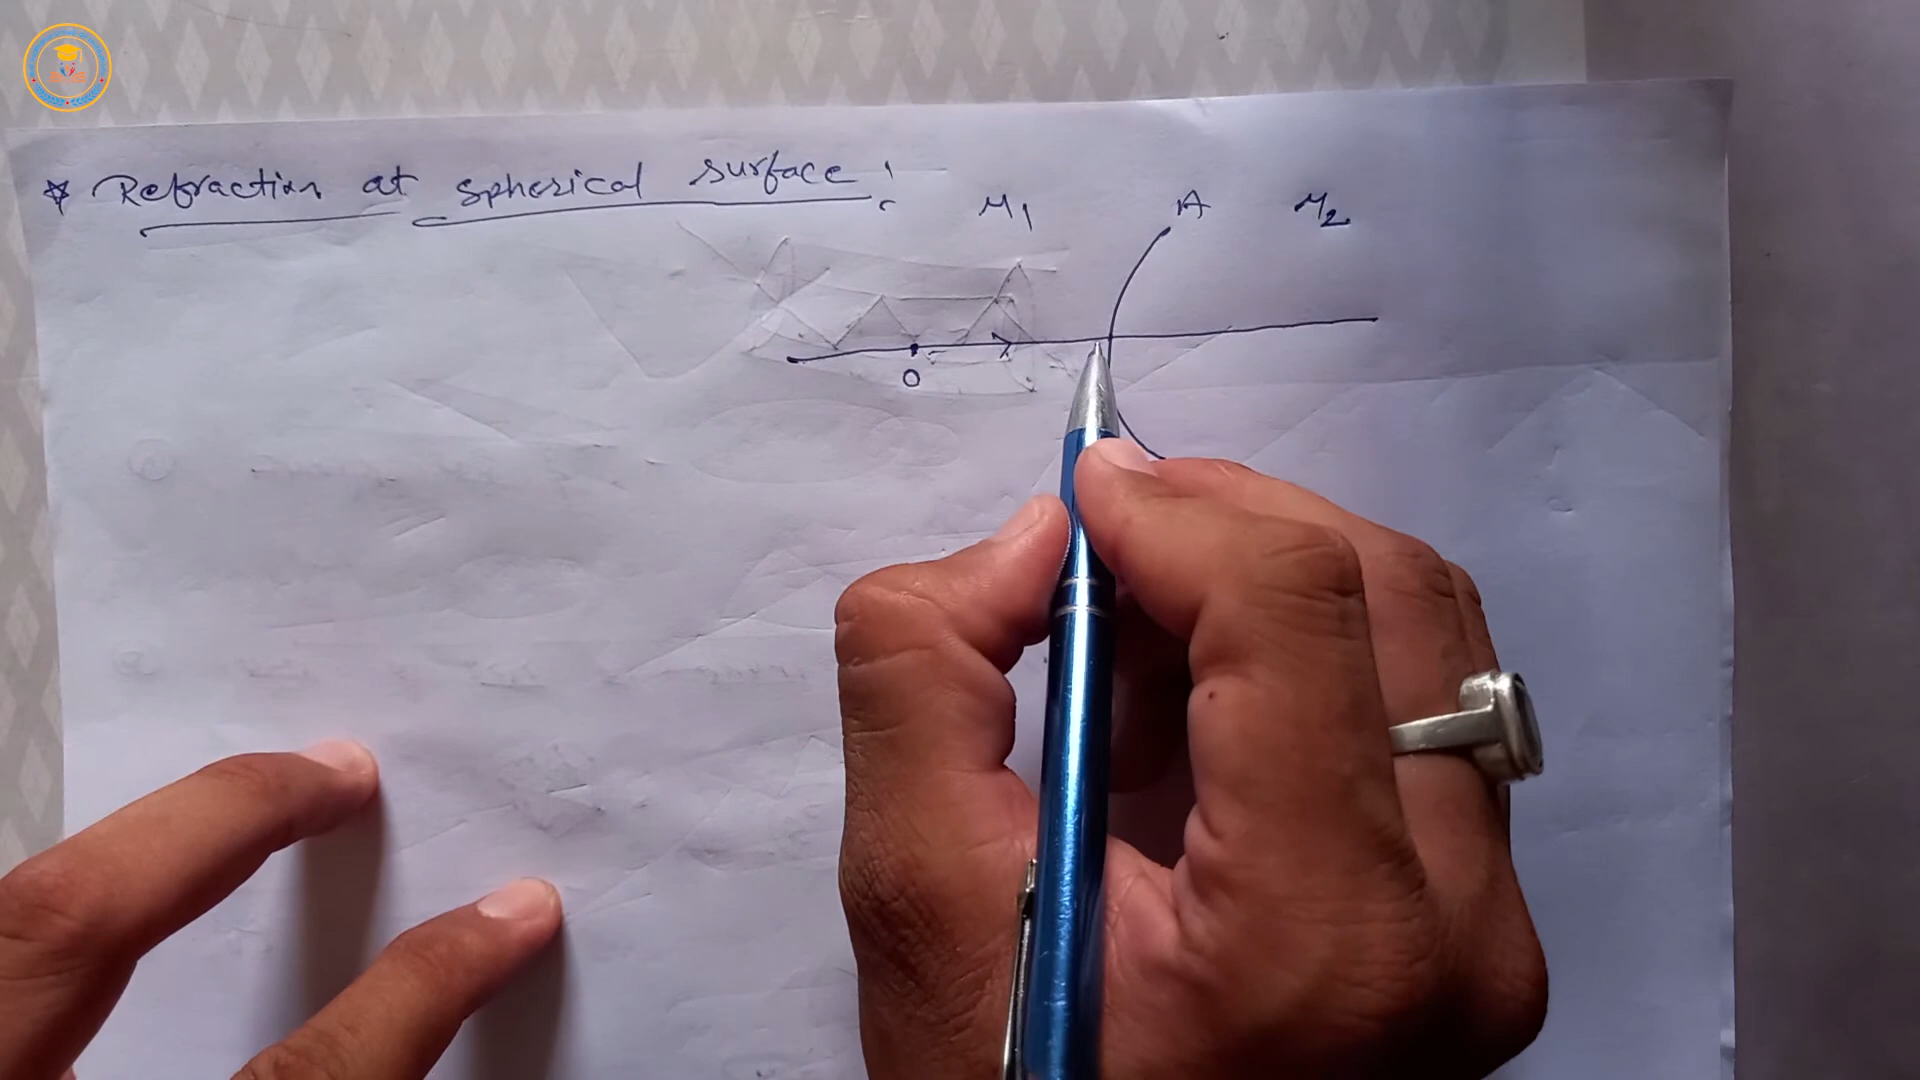 * Refraction at spherical surface :
μ1 A μ2
O